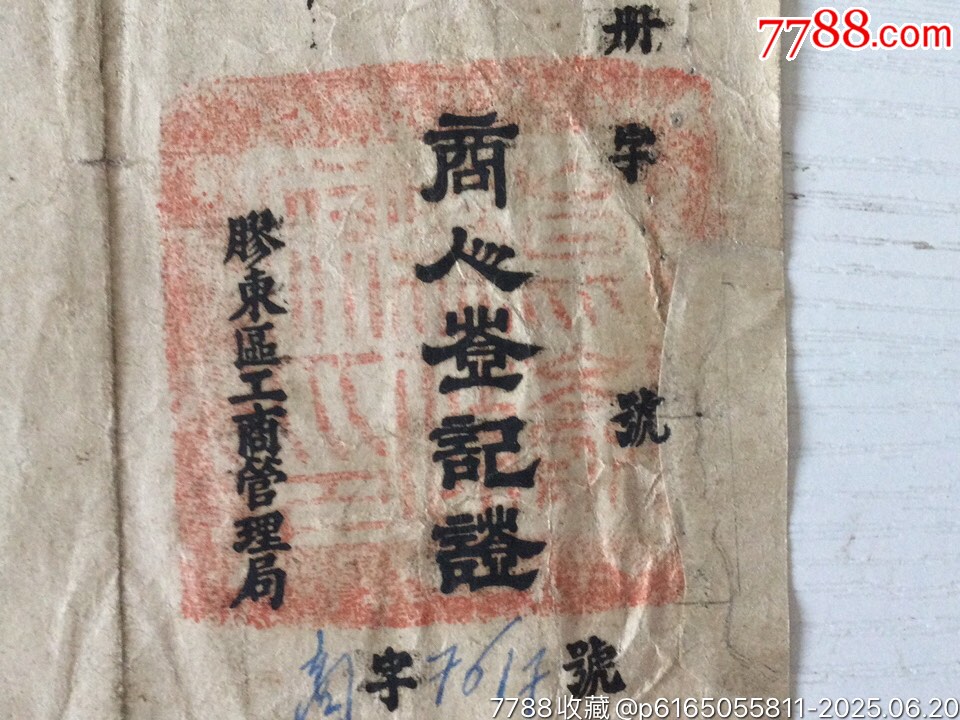 7788.com
册 字 號
商人登記證
膠東區工商管理局
字 號
7788收藏@p6165055811-2025.06.20